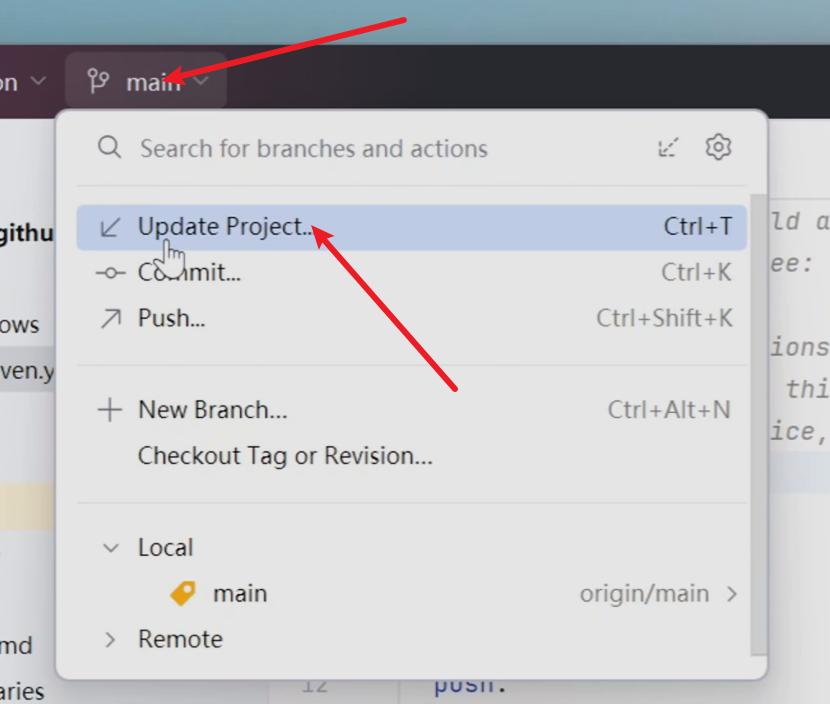 on
main
Search for branches and actions
Update Project... Ctrl+T
Commit... Ctrl+K
Push... Ctrl+Shift+K
New Branch... Ctrl+Alt+N
Checkout Tag or Revision...
Local
main origin/main
Remote
githu
ows
ven.y
md
aries
ld a
ee:
ions
thi
ice,
12 push: